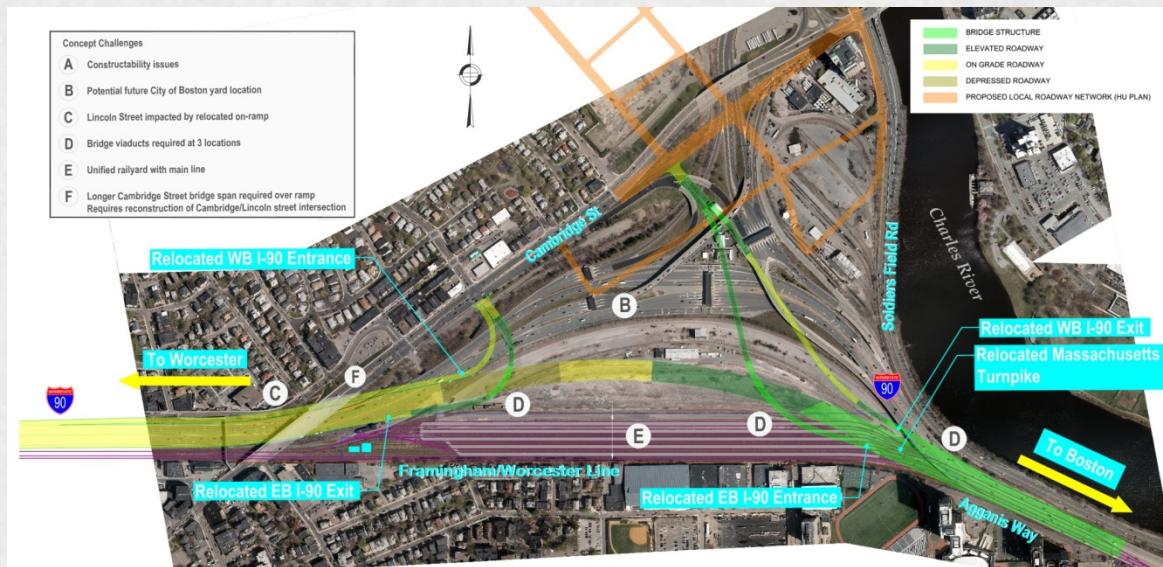 Concept Challenges
A Constructability issues
B Potential future City of Boston yard location
C Lincoln Street impacted by relocated on-ramp
D Bridge viaducts required at 3 locations
E Unified railyard with main line
F Longer Cambridge Street bridge span required over ramp
Requires reconstruction of Cambridge/Lincoln street intersection
BRIDGE STRUCTURE
ELEVATED ROADWAY
ON GRADE ROADWAY
DEPRESSED ROADWAY
PROPOSED LOCAL ROADWAY NETWORK (HU PLAN)
Cambridge St
Soldiers Field Rd
Charles River
Relocated WB I-90 Entrance
B
Relocated WB I-90 Exit
Relocated Massachusetts
Turnpike
To Worcester
INTERSTATE
90
C
F
D
INTERSTATE
90
D
D
E
To Boston
Framingham/Worcester Line
Relocated EB I-90 Exit
Relocated EB I-90 Entrance
Agganis Way